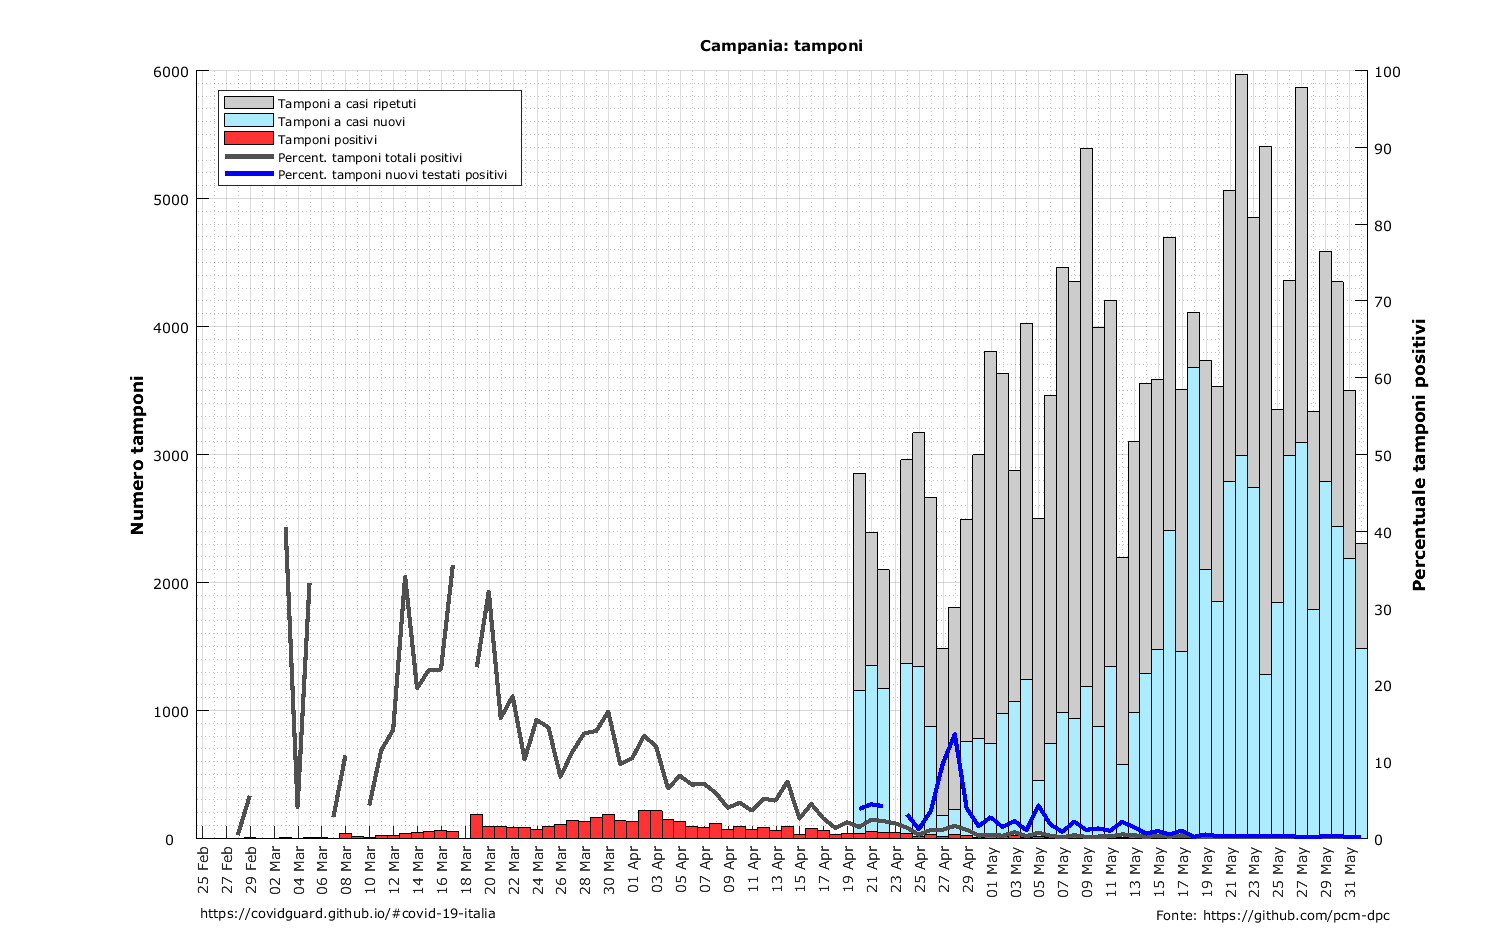 Campania: tamponi
6000
5000
4000
3000
2000
1000
0
100
90
80
70
60
50
40
30
20
10
0
Tamponi a casi ripetuti
Tamponi a casi nuovi
Tamponi positivi
Percent. tamponi totali positivi
Percent. tamponi nuovi testati positivi
Numero tamponi
Percentuale tamponi positivi
25 Feb
27 Feb
29 Feb
02 Mar
04 Mar
06 Mar
08 Mar
10 Mar
12 Mar
14 Mar
16 Mar
18 Mar
20 Mar
22 Mar
24 Mar
26 Mar
28 Mar
30 Mar
01 Apr
03 Apr
05 Apr
07 Apr
09 Apr
11 Apr
13 Apr
15 Apr
17 Apr
19 Apr
21 Apr
23 Apr
25 Apr
27 Apr
29 Apr
01 May
03 May
05 May
07 May
09 May
11 May
13 May
15 May
17 May
19 May
21 May
23 May
25 May
27 May
29 May
31 May
https://covidguard.github.io/#covid-19-italia
Fonte: https://github.com/pcm-dpc